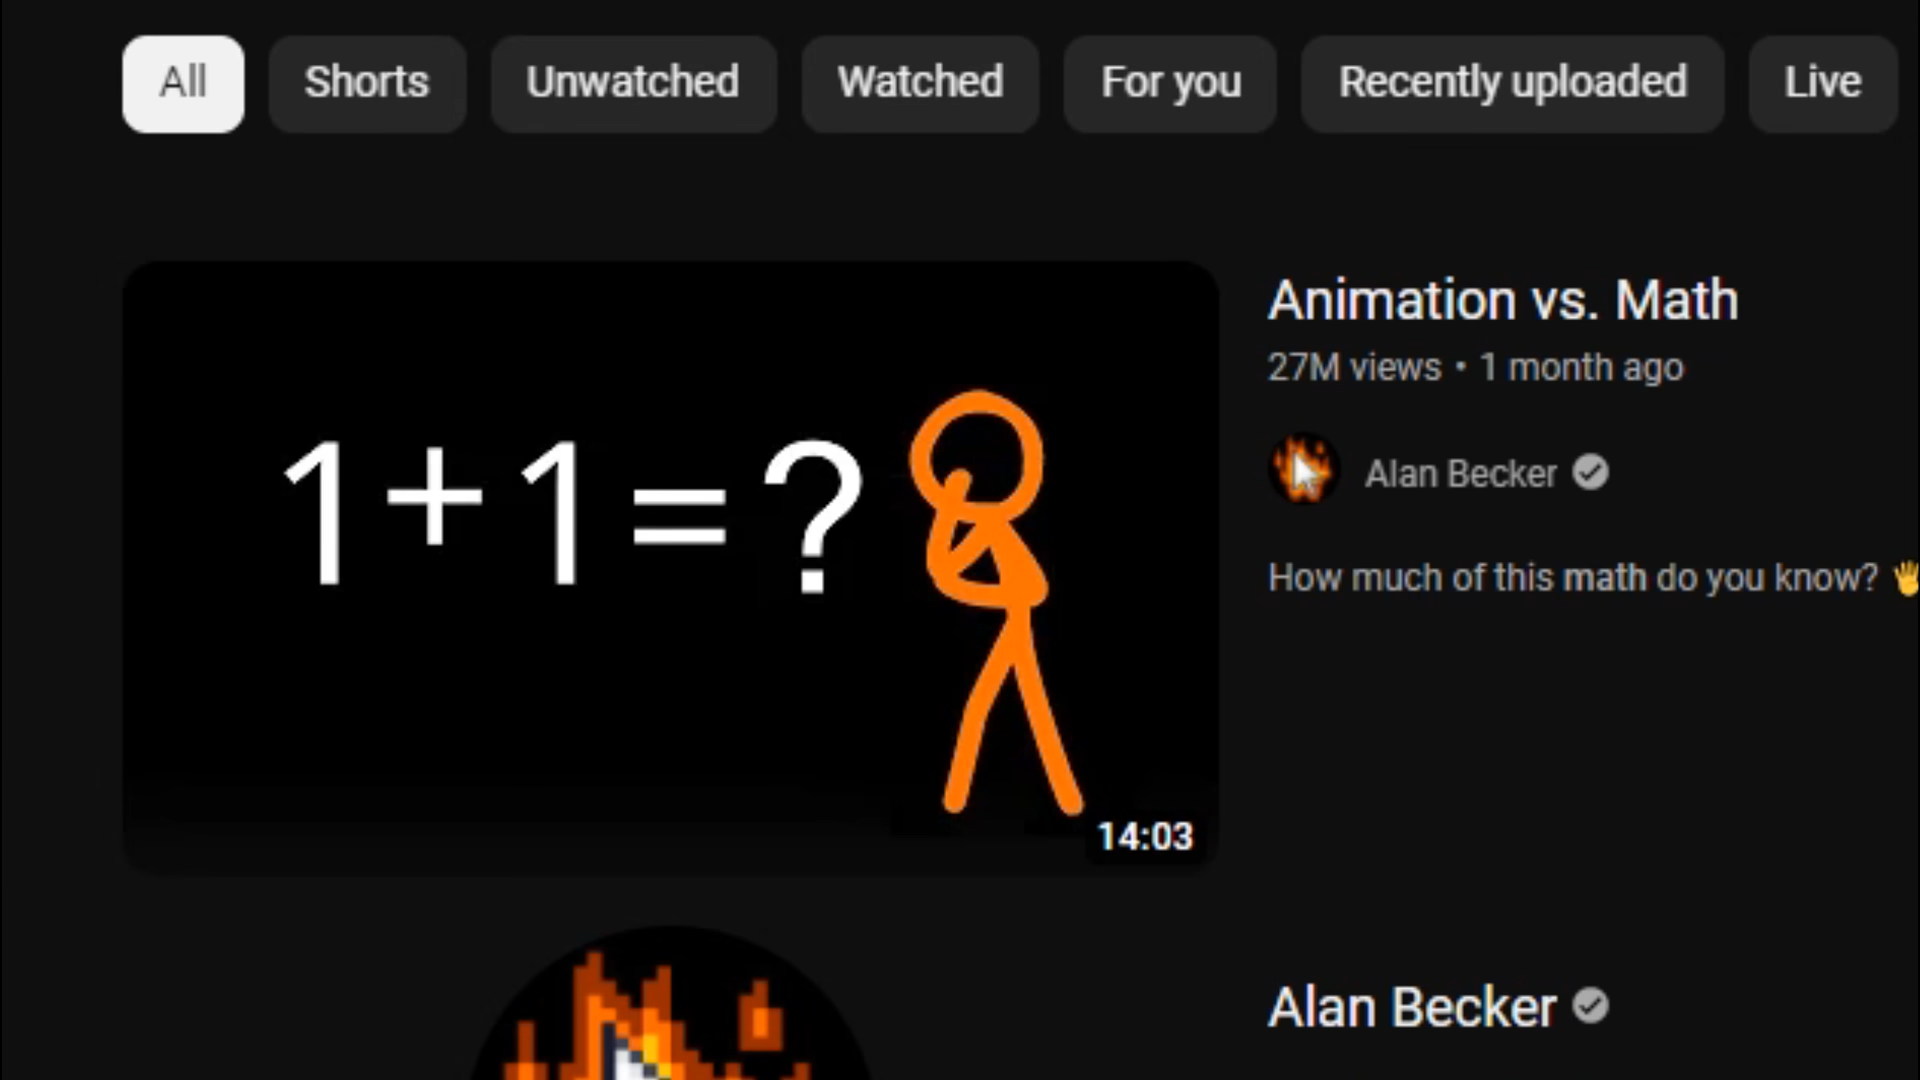 All Shorts Unwatched Watched For you Recently uploaded Live
1+1=?
14:03
Animation vs. Math
27M views • 1 month ago
Alan Becker
How much of this math do you know? 🖐
Alan Becker